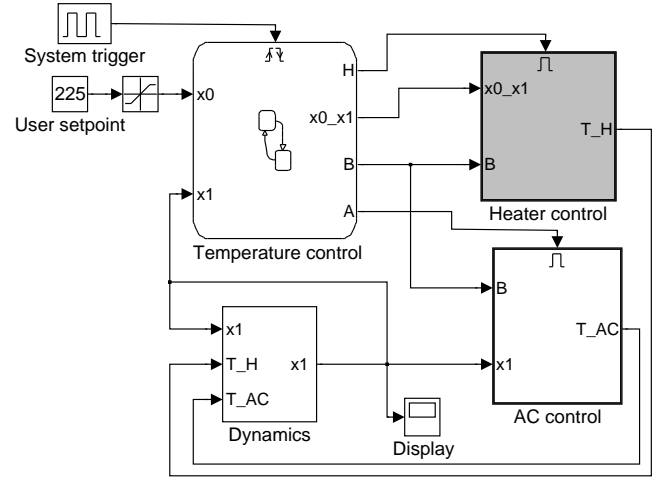 System trigger
225
User setpoint
x0
x1
H
x0_x1
B
A
Temperature control
x0_x1
B
T_H
Heater control
B
x1
T_AC
AC control
x1
T_H
T_AC
x1
Dynamics
Display